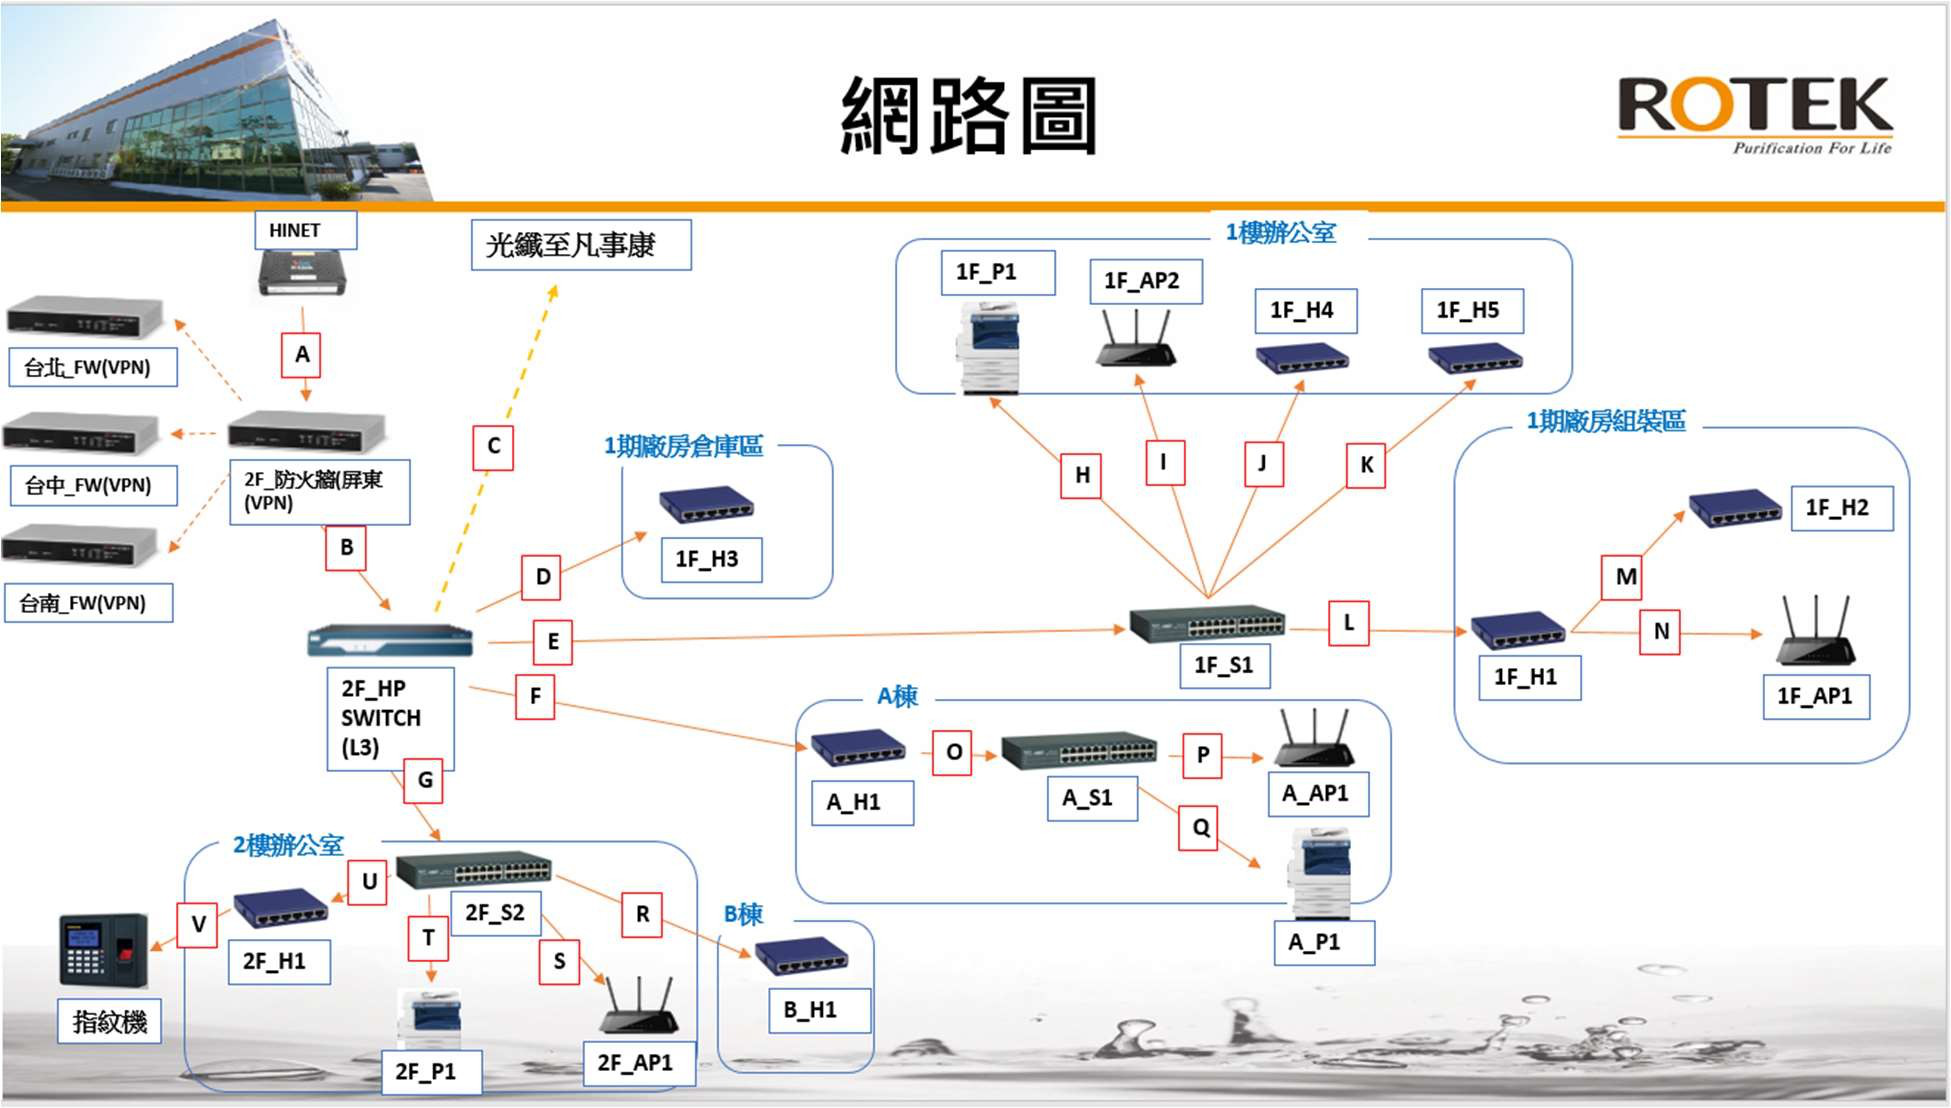 網路圖
ROTEK
Purification For Life
HINET
光纖至凡事康
A
台北_FW(VPN)
台中_FW(VPN)
台南_FW(VPN)
2F_防火牆(屏東
(VPN)
B
C
1期廠房倉庫區
1F_H3
D
E
F
2F_HP
SWITCH
(L3)
G
1樓辦公室
1F_P1
1F_AP2
1F_H4
1F_H5
H
I
J
K
1F_S1
L
1期廠房組裝區
1F_H2
M
N
1F_H1
1F_AP1
A棟
A_H1
O
A_S1
P
A_AP1
Q
A_P1
2樓辦公室
U
2F_S2
V
2F_H1
T
S
R
指紋機
2F_P1
2F_AP1
B棟
B_H1